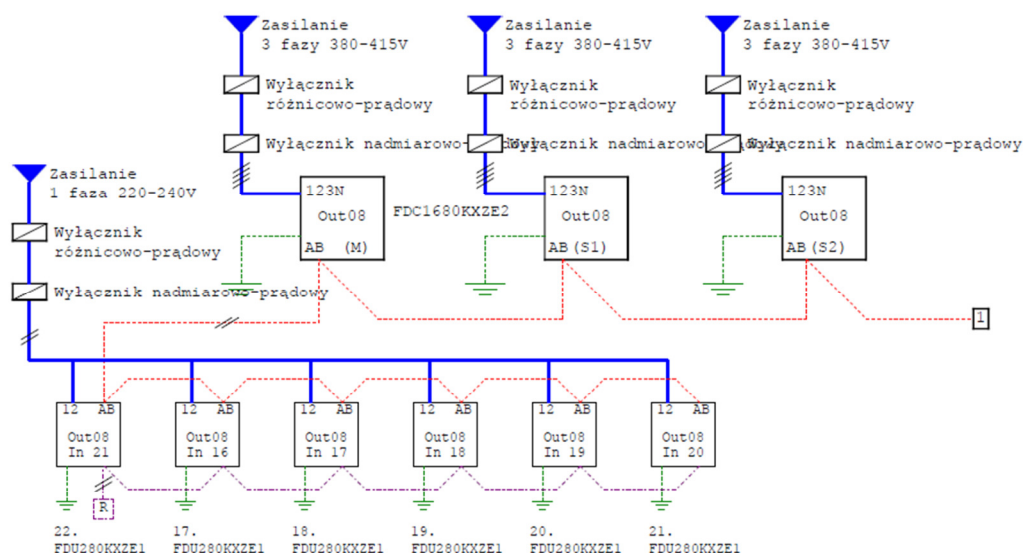 Zasilanie
3 fazy 380-415V
Zasilanie
3 fazy 380-415V
Zasilanie
3 fazy 380-415V
Wyłącznik
różnicowo-prądowy
Wyłącznik
różnicowo-prądowy
Wyłącznik
różnicowo-prądowy
Wyłącznik nadmiarowo-prądowy
Wyłącznik nadmiarowo-prądowy
Wyłącznik nadmiarowo-prądowy
Zasilanie
1 faza 220-240V
Wyłącznik
różnicowo-prądowy
Wyłącznik nadmiarowo-prądowy
123N
Out08
AB (M)
FDC1680KXZE2
123N
Out08
AB (S1)
123N
Out08
AB (S2)
1
12 AB
Out08
In 21
12 AB
Out08
In 16
12 AB
Out08
In 17
12 AB
Out08
In 18
12 AB
Out08
In 19
12 AB
Out08
In 20
R
22.
FDU280KXZE1
17.
FDU280KXZE1
18.
FDU280KXZE1
19.
FDU280KXZE1
20.
FDU280KXZE1
21.
FDU280KXZE1